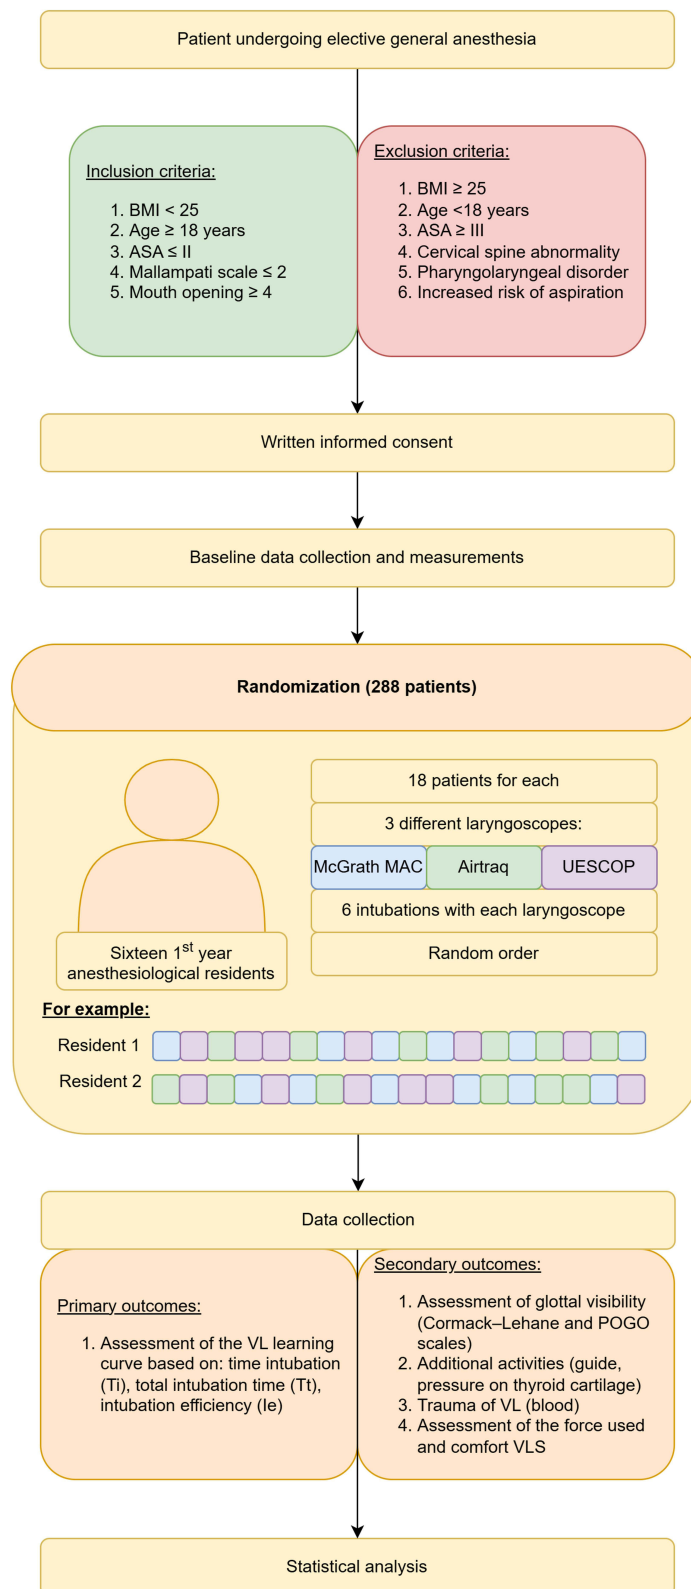 Patient undergoing elective general anesthesia
Inclusion criteria:
1. BMI < 25
2. Age ≥ 18 years
3. ASA ≤ II
4. Mallampati scale ≤ 2
5. Mouth opening ≥ 4
Exclusion criteria:
1. BMI ≥ 25
2. Age <18 years
3. ASA ≥ III
4. Cervical spine abnormality
5. Pharyngolaryngeal disorder
6. Increased risk of aspiration
Written informed consent
Baseline data collection and measurements
Randomization (288 patients)
18 patients for each
3 different laryngoscopes:
McGrath MAC
Airtraq
UESCOP
6 intubations with each laryngoscope
Random order
Sixteen 1st year
anesthesiological residents
For example:
Resident 1
Resident 2
Data collection
Primary outcomes:
1. Assessment of the VL learning
curve based on: time intubation
(Ti), total intubation time (Tt),
intubation efficiency (Ie)
Secondary outcomes:
1. Assessment of glottal visibility
(Cormack–Lehane and POGO
scales)
2. Additional activities (guide,
pressure on thyroid cartilage)
3. Trauma of VL (blood)
4. Assessment of the force used
and comfort VLS
Statistical analysis